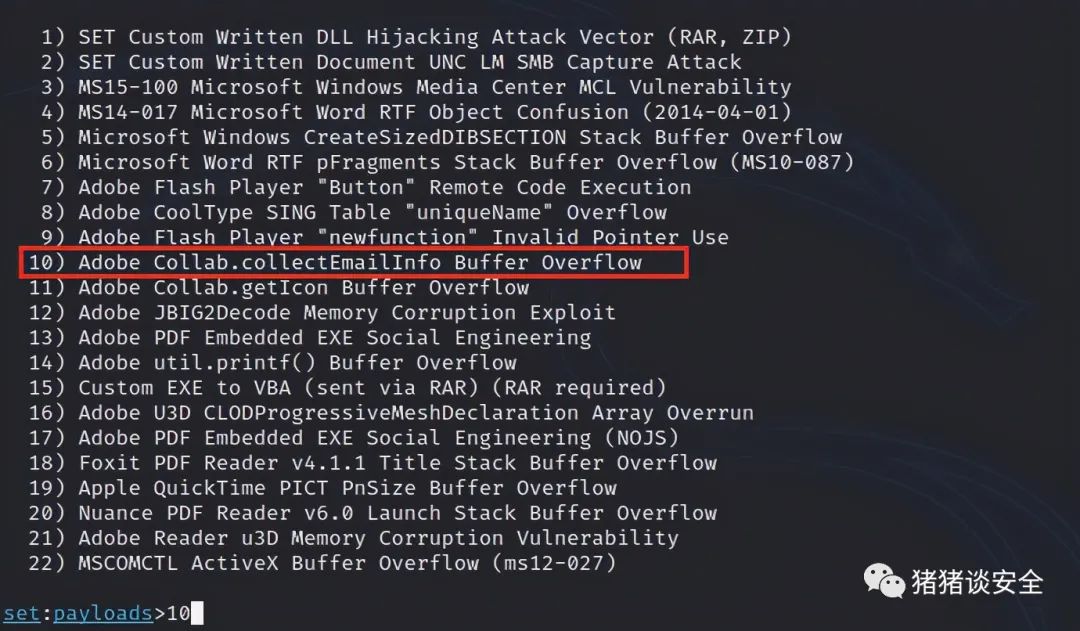 1) SET Custom Written DLL Hijacking Attack Vector (RAR, ZIP)
2) SET Custom Written Document UNC LM SMB Capture Attack
3) MS15-100 Microsoft Windows Media Center MCL Vulnerability
4) MS14-017 Microsoft Word RTF Object Confusion (2014-04-01)
5) Microsoft Windows CreateSizedDIBSECTION Stack Buffer Overflow
6) Microsoft Word RTF pFragments Stack Buffer Overflow (MS10-087)
7) Adobe Flash Player "Button" Remote Code Execution
8) Adobe CoolType SING Table "uniqueName" Overflow
9) Adobe Flash Player "newfunction" Invalid Pointer Use
10) Adobe Collab.collectEmailInfo Buffer Overflow
11) Adobe Collab.getIcon Buffer Overflow
12) Adobe JBIG2Decode Memory Corruption Exploit
13) Adobe PDF Embedded EXE Social Engineering
14) Adobe util.printf() Buffer Overflow
15) Custom EXE to VBA (sent via RAR) (RAR required)
16) Adobe U3D CLODProgressiveMeshDeclaration Array Overrun
17) Adobe PDF Embedded EXE Social Engineering (NOJS)
18) Foxit PDF Reader v4.1.1 Title Stack Buffer Overflow
19) Apple QuickTime PICT PnSize Buffer Overflow
20) Nuance PDF Reader v6.0 Launch Stack Buffer Overflow
21) Adobe Reader u3D Memory Corruption Vulnerability
22) MSCOMCTL ActiveX Buffer Overflow (ms12-027)
猪猪谈安全
set:payloads>10